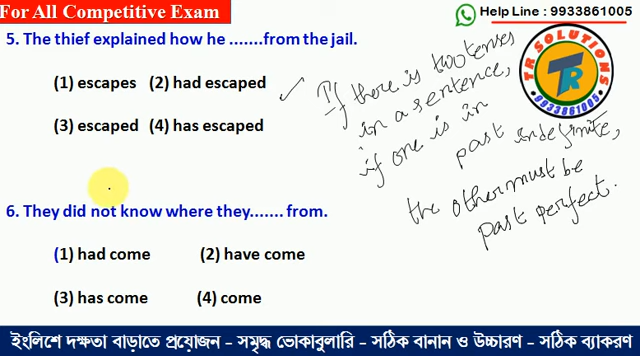 For All Competitive Exam
Help Line : 9933861005
5. The thief explained how he .......from the jail.
(1) escapes (2) had escaped
(3) escaped (4) has escaped
If there is two tenses
in a sentence,
if one is in
past indefinite,
the other must be
past perfect.
TR SOLUTIONS
TR
9933861005
6. They did not know where they....... from.
(1) had come (2) have come
(3) has come (4) come
ইংলিশে দক্ষতা বাড়াতে প্রয়োজন - সমৃদ্ধ ভোকাবুলারি - সঠিক বানান ও উচ্চারণ - সঠিক ব্যাকরণ